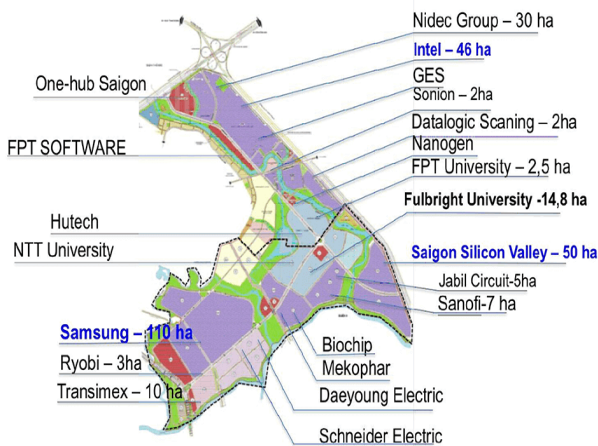 Nidec Group – 30 ha
Intel – 46 ha
GES
One-hub Saigon
Sonion – 2ha
Datalogic Scaning – 2ha
FPT SOFTWARE
Nanogen
FPT University – 2,5 ha
Fulbright University -14,8 ha
Hutech
NTT University
Saigon Silicon Valley – 50 ha
Jabil Circuit-5ha
Sanofi-7 ha
Samsung – 110 ha
Biochip
Ryobi – 3ha
Mekophar
Transimex – 10 ha
Daeyoung Electric
Schneider Electric